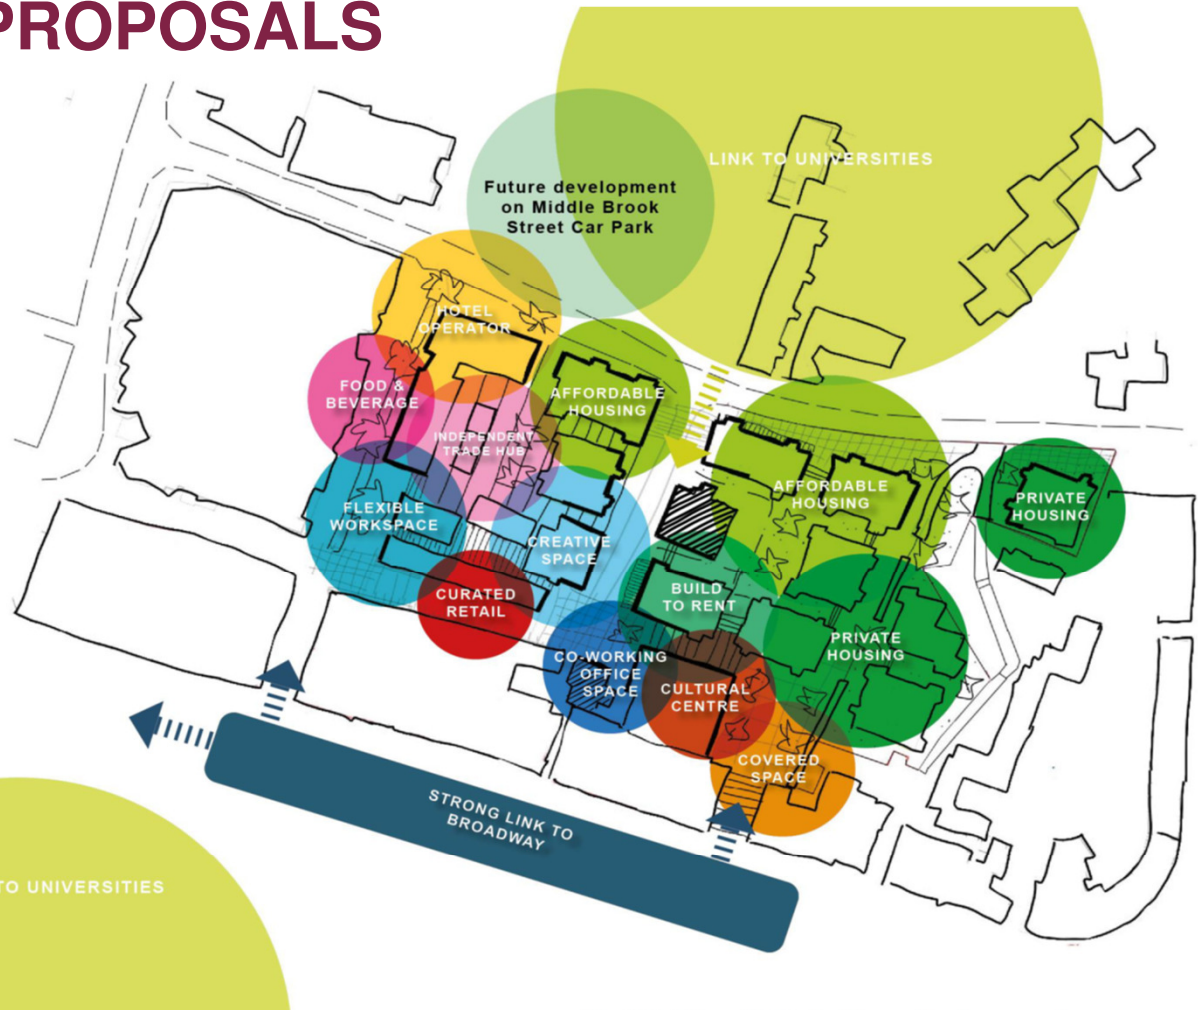 PROPOSALS
LINK TO UNIVERSITIES
Future development
on Middle Brook
Street Car Park
HOTEL
OPERATOR
FOOD &
BEVERAGE
AFFORDABLE
HOUSING
INDEPENDENT
TRADE HUB
AFFORDABLE
HOUSING
PRIVATE
HOUSING
FLEXIBLE
WORKSPACE
CREATIVE
SPACE
CURATED
RETAIL
BUILD
TO RENT
PRIVATE
HOUSING
CO-WORKING
OFFICE
SPACE
CULTURAL
CENTRE
COVERED
SPACE
STRONG LINK TO
BROADWAY
TO UNIVERSITIES